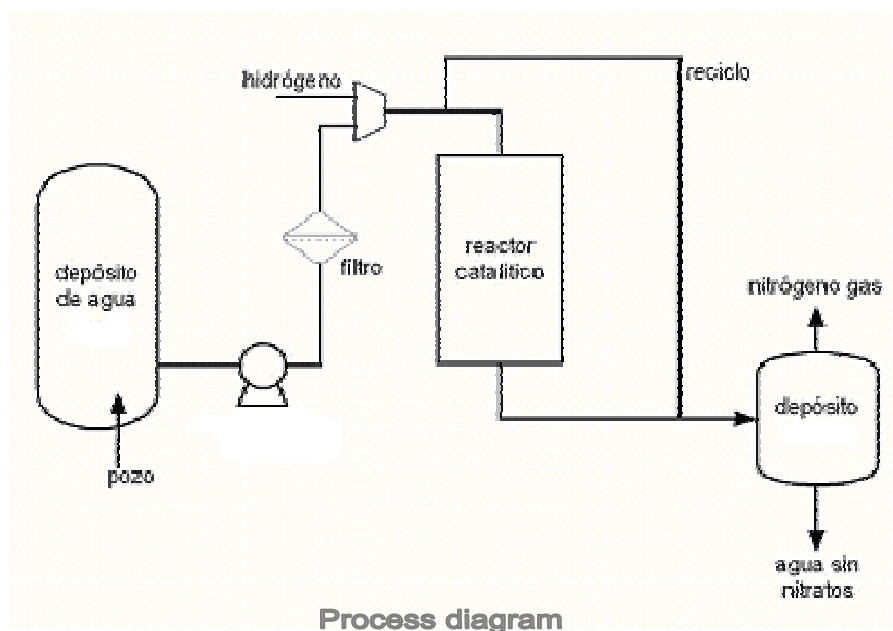 hidrógeno
reciclo
depósito
de agua
filtro
reactor
catalítico
nitrógeno gas
depósito
pozo
agua sin
nitratos
Process diagram